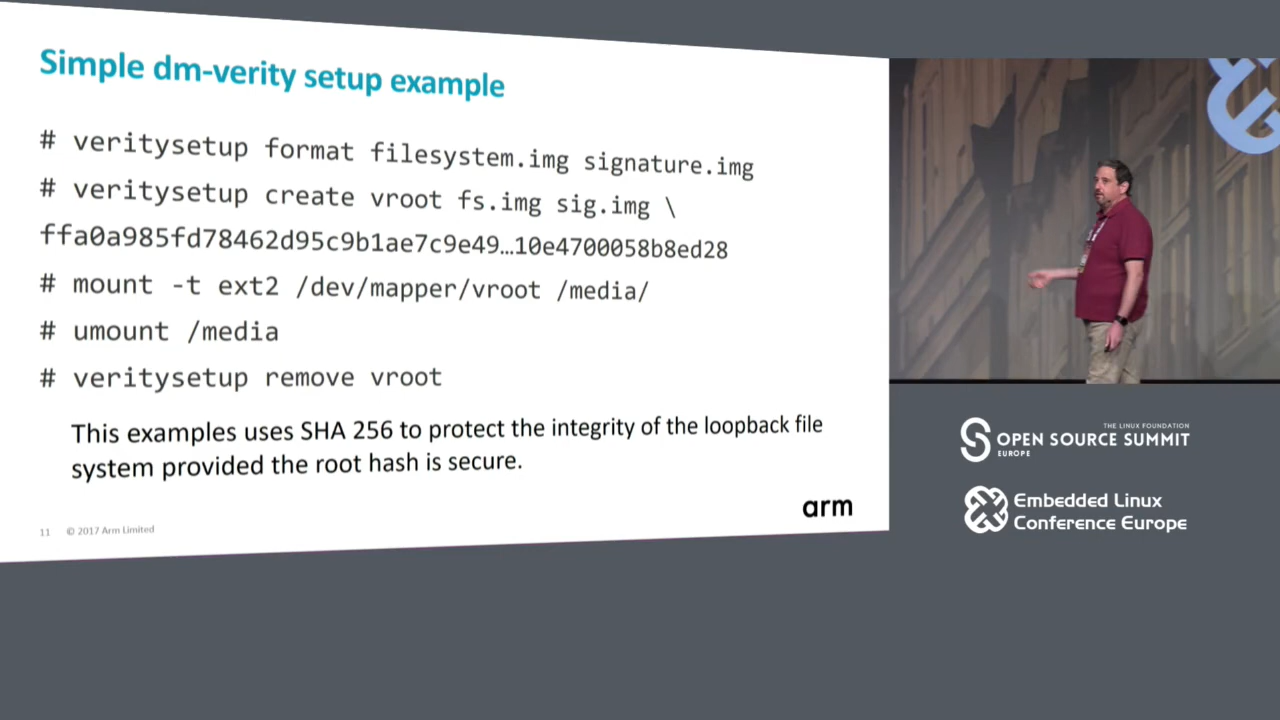 Simple dm-verity setup example
# veritysetup format filesystem.img signature.img
# veritysetup create vroot fs.img sig.img \
ffa0a985fd78462d95c9b1ae7c9e49…10e4700058b8ed28
# mount -t ext2 /dev/mapper/vroot /media/
# umount /media
# veritysetup remove vroot
This examples uses SHA 256 to protect the integrity of the loopback file
system provided the root hash is secure.
arm
11 © 2017 Arm Limited
THE LINUX FOUNDATION
OPEN SOURCE SUMMIT
EUROPE
Embedded Linux
Conference Europe